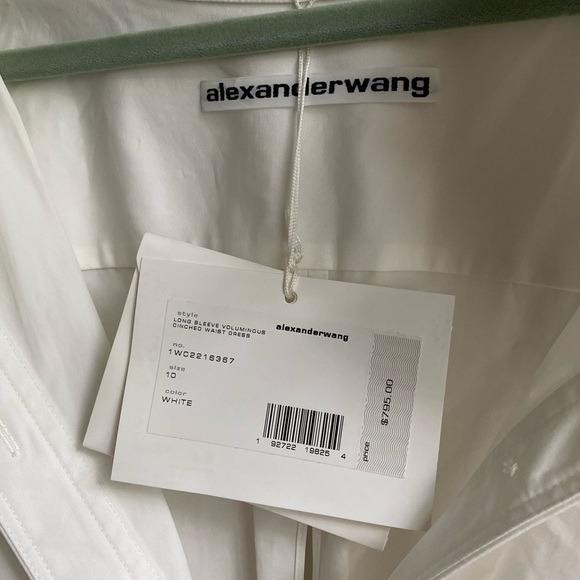 alexanderwang
style
LONG SLEEVE VOLUMINOUS
CINCHED WAIST DRESS
alexanderwang
no.
1WC2216367
size
10
color
WHITE
1 92722 19825 4
price
$795.00